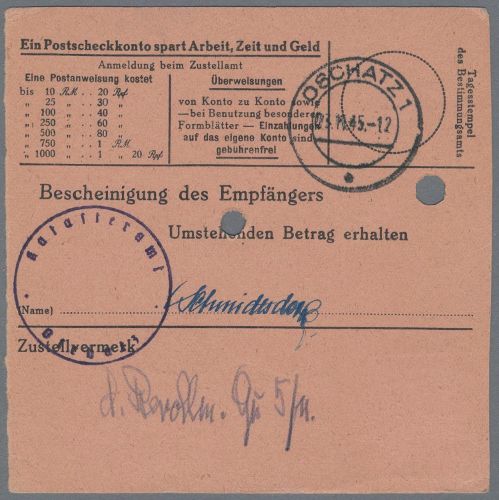 Ein Postscheckkonto spart Arbeit, Zeit und Geld
Anmeldung beim Zustellamt
Eine Postanweisung kostet
bis 10 RM . . 20 Rpf
„ 25 „ . . 30 „
„ 100 „ . . 40 „
„ 250 „ . . 60 „
„ 500 „ . . 80 „
„ 750 „ . . 1 RM
„ 1000 „ . . 1 „ 20 Rpf
Überweisungen
von Konto zu Konto sowie
—bei Benutzung besonderer
Formblätter — Einzahlungen
auf das eigene Konto sind
gebührenfrei
OSCHATZ 1
-12
Tagesstempel
des Bestimmungsamts
Bescheinigung des Empfängers
Umstehenden Betrag erhalten
Katasteramt
Oschatz
(Name)
Zustellvermerk